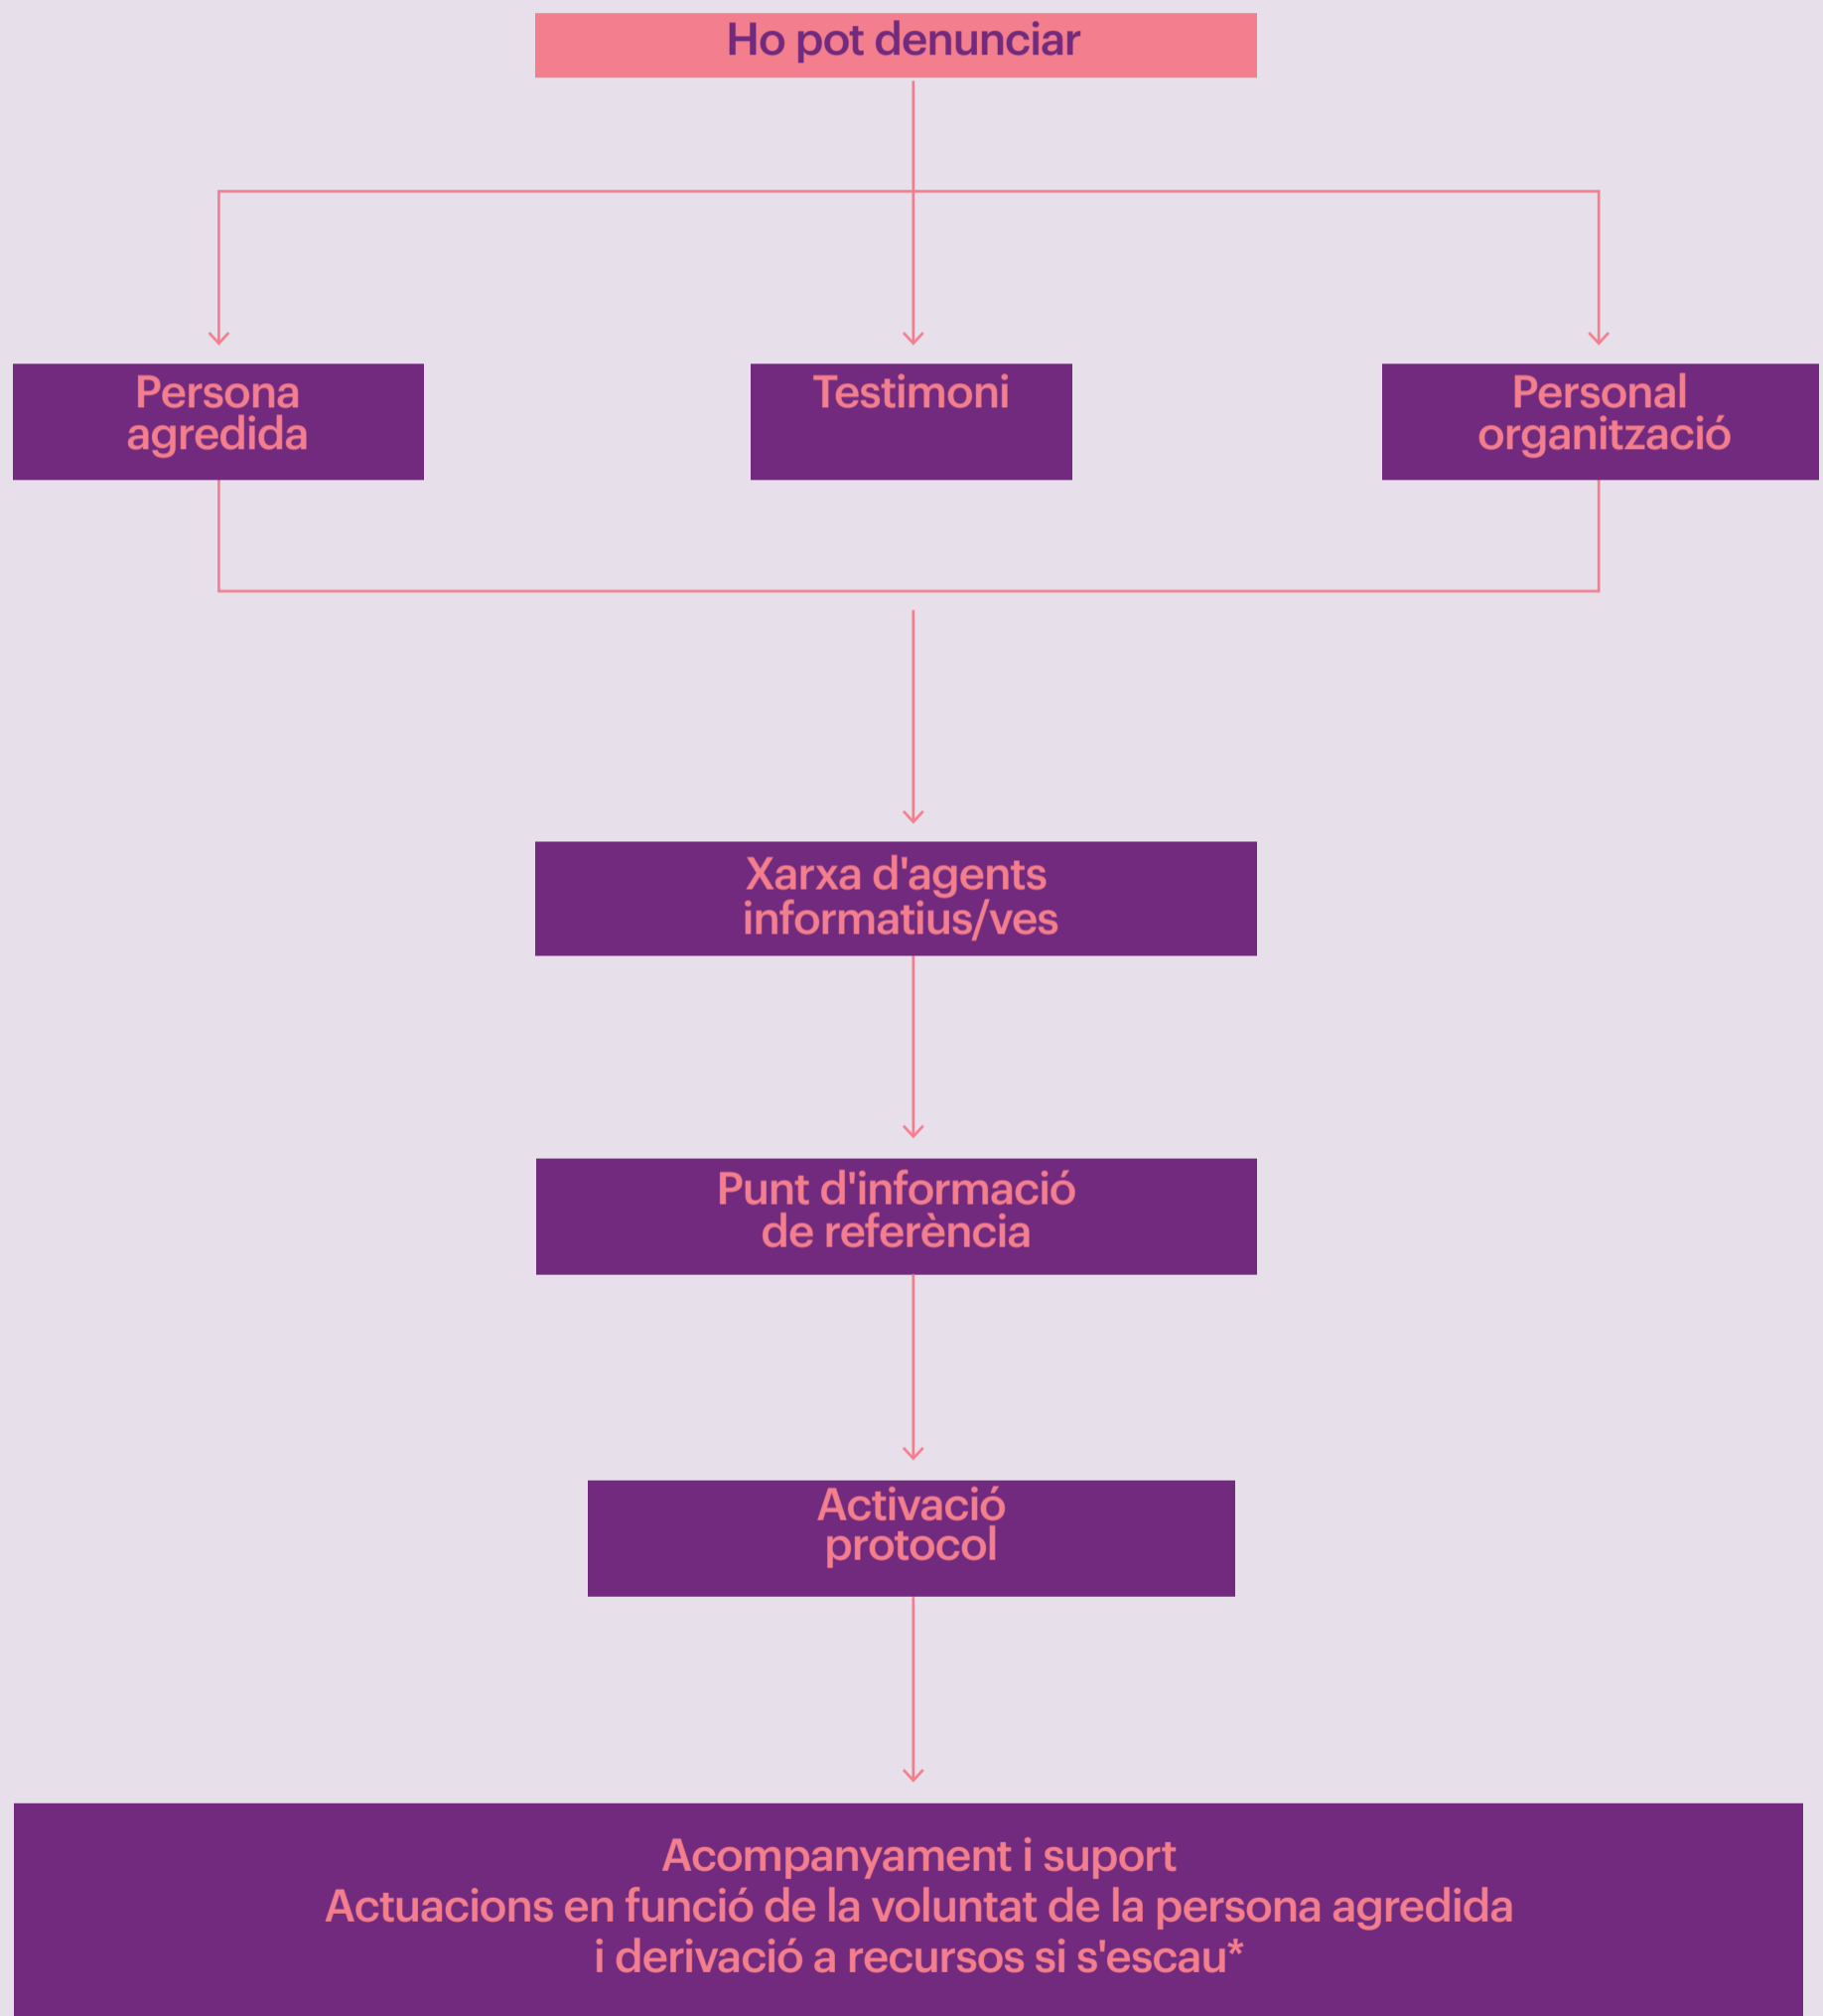 Ho pot denunciar
Persona
agredida
Testimoni
Personal
organització
Xarxa d'agents
informatius/ves
Punt d'informació
de referència
Activació
protocol
Acompanyament i suport
Actuacions en funció de la voluntat de la persona agredida
i derivació a recursos si s'escau*